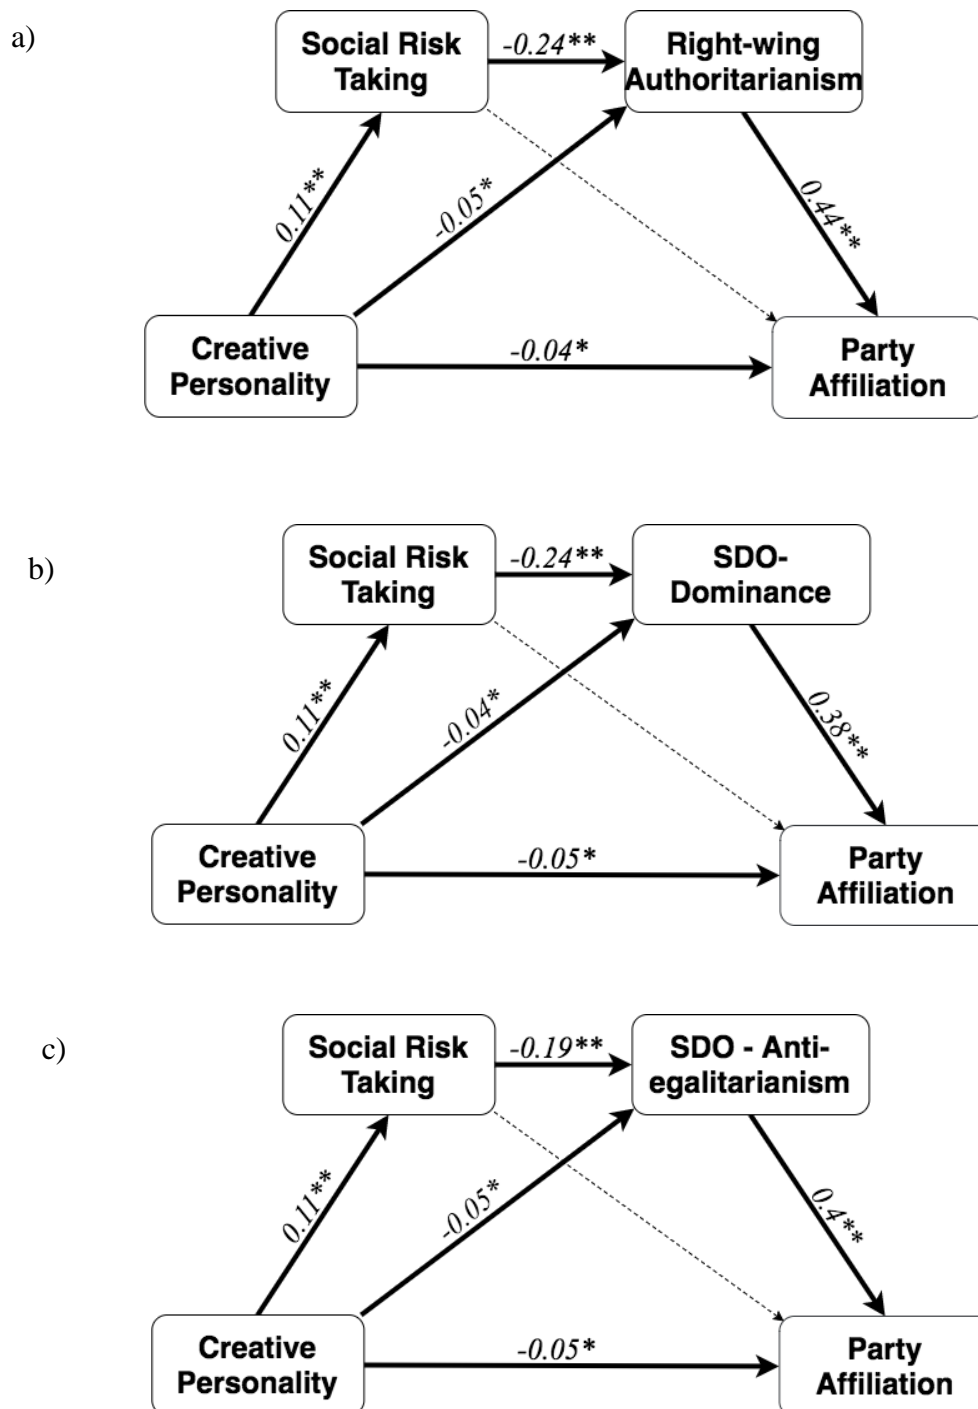 a)
Social Risk
Taking
-0.24**
Right-wing
Authoritarianism
0.11**
-0.05*
0.44**
Creative
Personality
-0.04*
Party
Affiliation
b)
Social Risk
Taking
-0.24**
SDO-
Dominance
0.11**
-0.04*
0.38**
Creative
Personality
-0.05*
Party
Affiliation
c)
Social Risk
Taking
-0.19**
SDO - Anti-
egalitarianism
0.11**
-0.05*
0.4**
Creative
Personality
-0.05*
Party
Affiliation